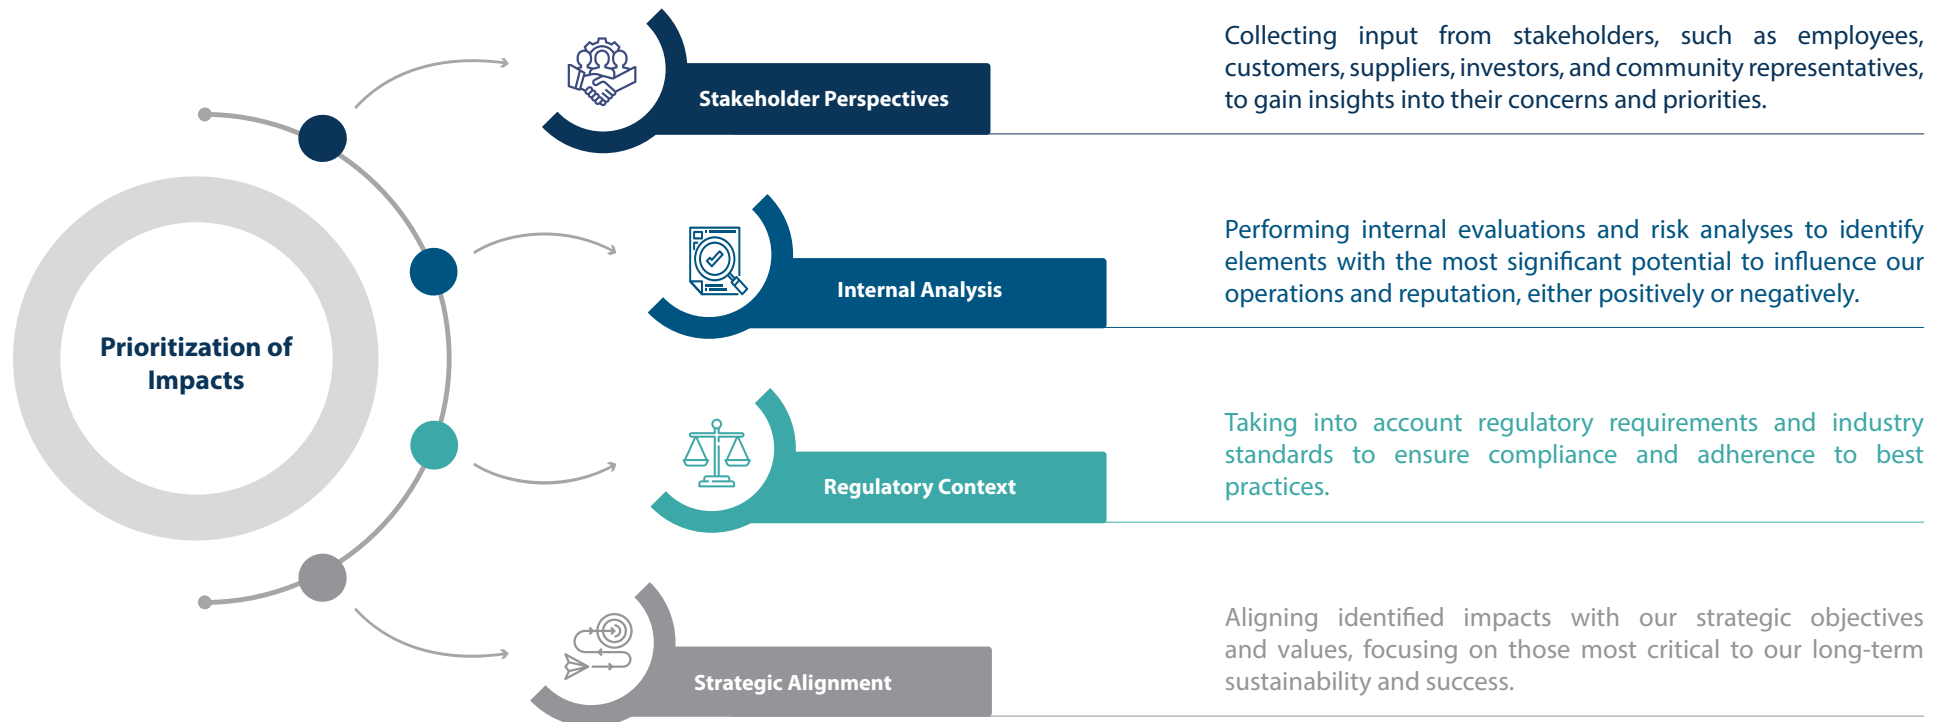 Prioritization of
Impacts
Stakeholder Perspectives
Collecting input from stakeholders, such as employees,
customers, suppliers, investors, and community representatives,
to gain insights into their concerns and priorities.
Internal Analysis
Performing internal evaluations and risk analyses to identify
elements with the most significant potential to influence our
operations and reputation, either positively or negatively.
Regulatory Context
Taking into account regulatory requirements and industry
standards to ensure compliance and adherence to best
practices.
Strategic Alignment
Aligning identified impacts with our strategic objectives
and values, focusing on those most critical to our long-term
sustainability and success.